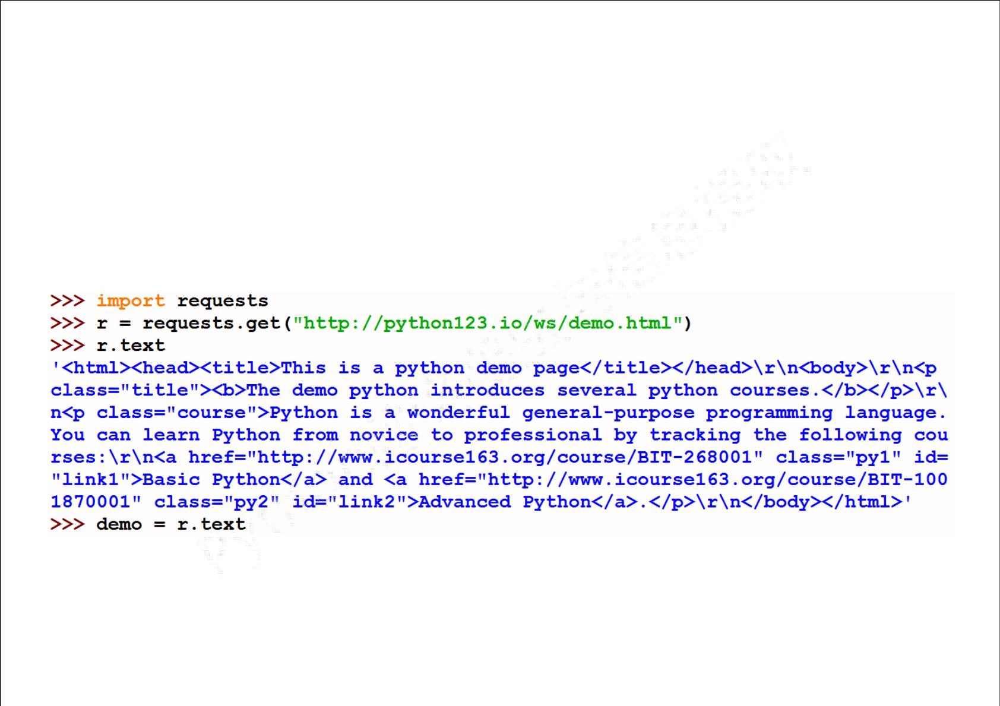 >>> import requests
>>> r = requests.get("http://python123.io/ws/demo.html")
>>> r.text
'<html><head><title>This is a python demo page</title></head>\r\n<body>\r\n<p
class="title"><b>The demo python introduces several python courses.</b></p>\r\
n<p class="course">Python is a wonderful general-purpose programming language.
You can learn Python from novice to professional by tracking the following cou
rses:\r\n<a href="http://www.icourse163.org/course/BIT-268001" class="py1" id=
"link1">Basic Python</a> and <a href="http://www.icourse163.org/course/BIT-100
1870001" class="py2" id="link2">Advanced Python</a>.</p>\r\n</body></html>'
>>> demo = r.text